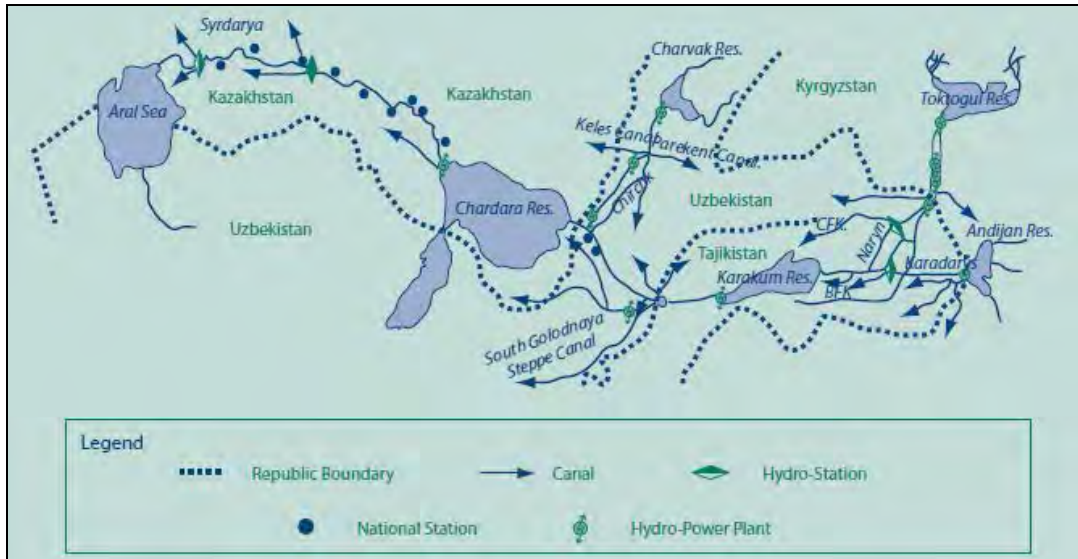 Syrdarya
Charvak Res.
Kyrgyzstan
Toktogul Res.
Aral Sea
Kazakhstan
Kazakhstan
Keles Canal
Parekent Canal.
Chardara Res.
Chirchik
Uzbekistan
Uzbekistan
CFK.
Naryn
Andijan Res.
Tajikistan
Karakum Res.
Karadarya
BFK
South Golodnaya
Steppe Canal
Legend
Republic Boundary
Canal
Hydro-Station
National Station
Hydro-Power Plant